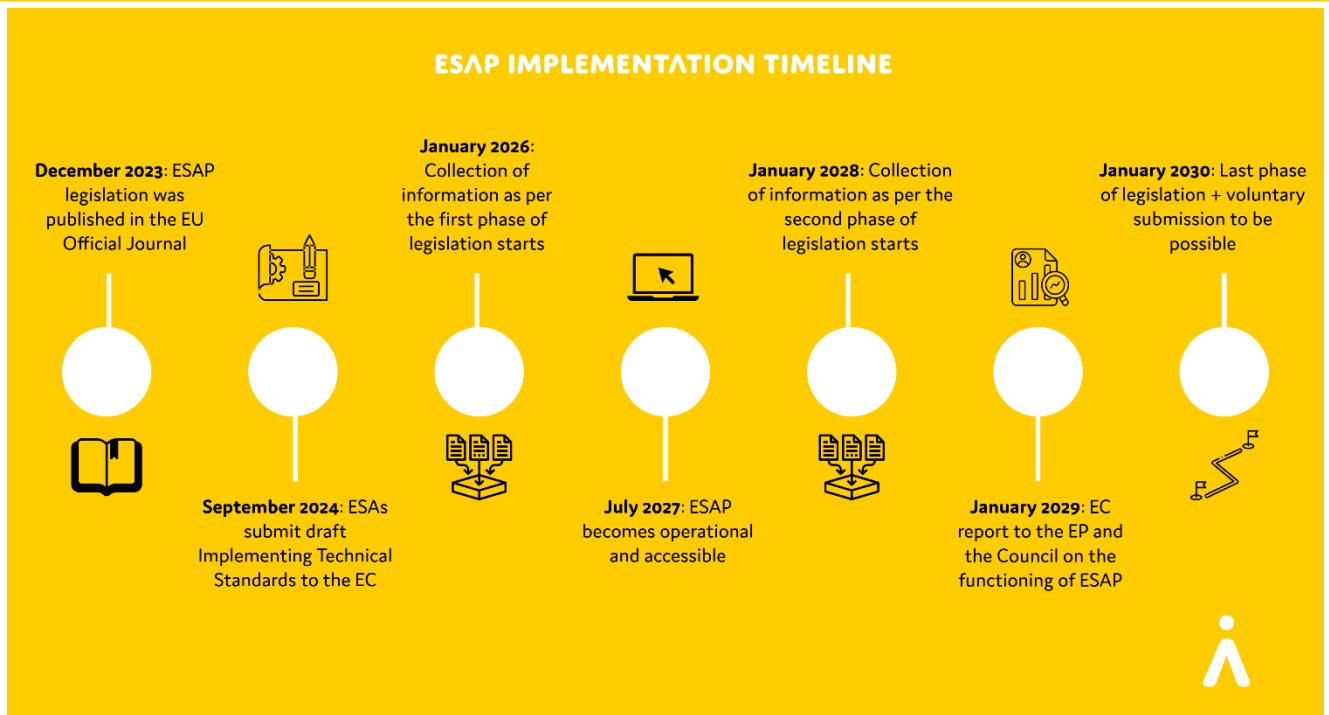 ESAP IMPLEMENTATION TIMELINE
December 2023: ESAP
legislation was
published in the EU
Official Journal
September 2024: ESAs
submit draft
Implementing Technical
Standards to the EC
January 2026:
Collection of
information as per
the first phase of
legislation starts
July 2027: ESAP
becomes operational
and accessible
January 2028: Collection
of information as per the
second phase of
legislation starts
January 2029: EC
report to the EP and
the Council on the
functioning of ESAP
January 2030: Last phase
of legislation + voluntary
submission to be
possible